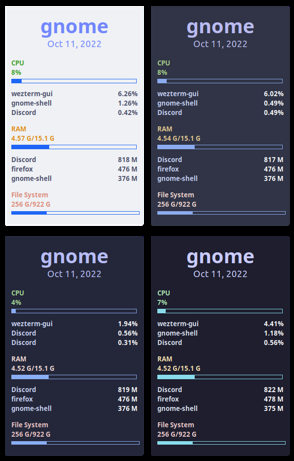 gnome
Oct 11, 2022
CPU
8%
wezterm-gui 6.26%
gnome-shell 1.26%
Discord 0.42%
RAM
4.57 G/15.1 G
Discord 818 M
firefox 476 M
gnome-shell 376 M
File System
256 G/922 G
gnome
Oct 11, 2022
CPU
8%
wezterm-gui 6.02%
gnome-shell 0.49%
Discord 0.49%
RAM
4.54 G/15.1 G
Discord 817 M
firefox 476 M
gnome-shell 376 M
File System
256 G/922 G
gnome
Oct 11, 2022
CPU
4%
wezterm-gui 1.94%
Discord 0.56%
gnome-shell 0.31%
RAM
4.52 G/15.1 G
Discord 819 M
firefox 476 M
gnome-shell 376 M
File System
256 G/922 G
gnome
Oct 11, 2022
CPU
7%
wezterm-gui 4.41%
gnome-shell 1.18%
Discord 0.56%
RAM
4.52 G/15.1 G
Discord 822 M
firefox 478 M
gnome-shell 375 M
File System
256 G/922 G